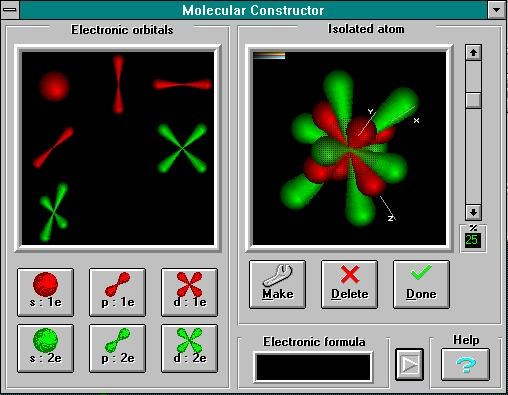 Molecular Constructor
Electronic orbitals
Isolated atom
Y
X
Z
%
25
s : 1e
p : 1e
d : 1e
Make
Delete
Done
s : 2e
p : 2e
d : 2e
Electronic formula
Help
?